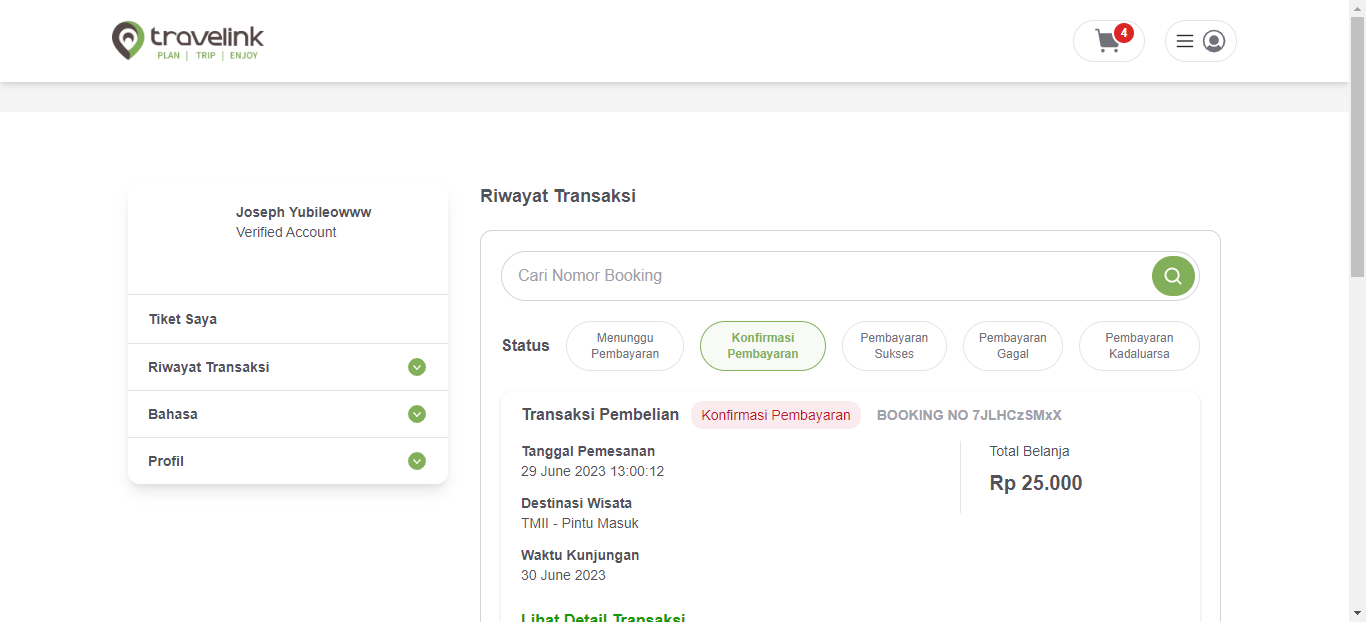 travelink
PLAN | TRIP | ENJOY
4
Joseph Yubileowww
Verified Account
Tiket Saya
Riwayat Transaksi
Bahasa
Profil
Riwayat Transaksi
Cari Nomor Booking
Status
Menunggu
Pembayaran
Konfirmasi
Pembayaran
Pembayaran
Sukses
Pembayaran
Gagal
Pembayaran
Kadaluarsa
Transaksi Pembelian Konfirmasi Pembayaran BOOKING NO 7JLHCzSMxX
Tanggal Pemesanan
29 June 2023 13:00:12
Destinasi Wisata
TMII - Pintu Masuk
Waktu Kunjungan
30 June 2023
Total Belanja
Rp 25.000
Lihat Detail Transaksi